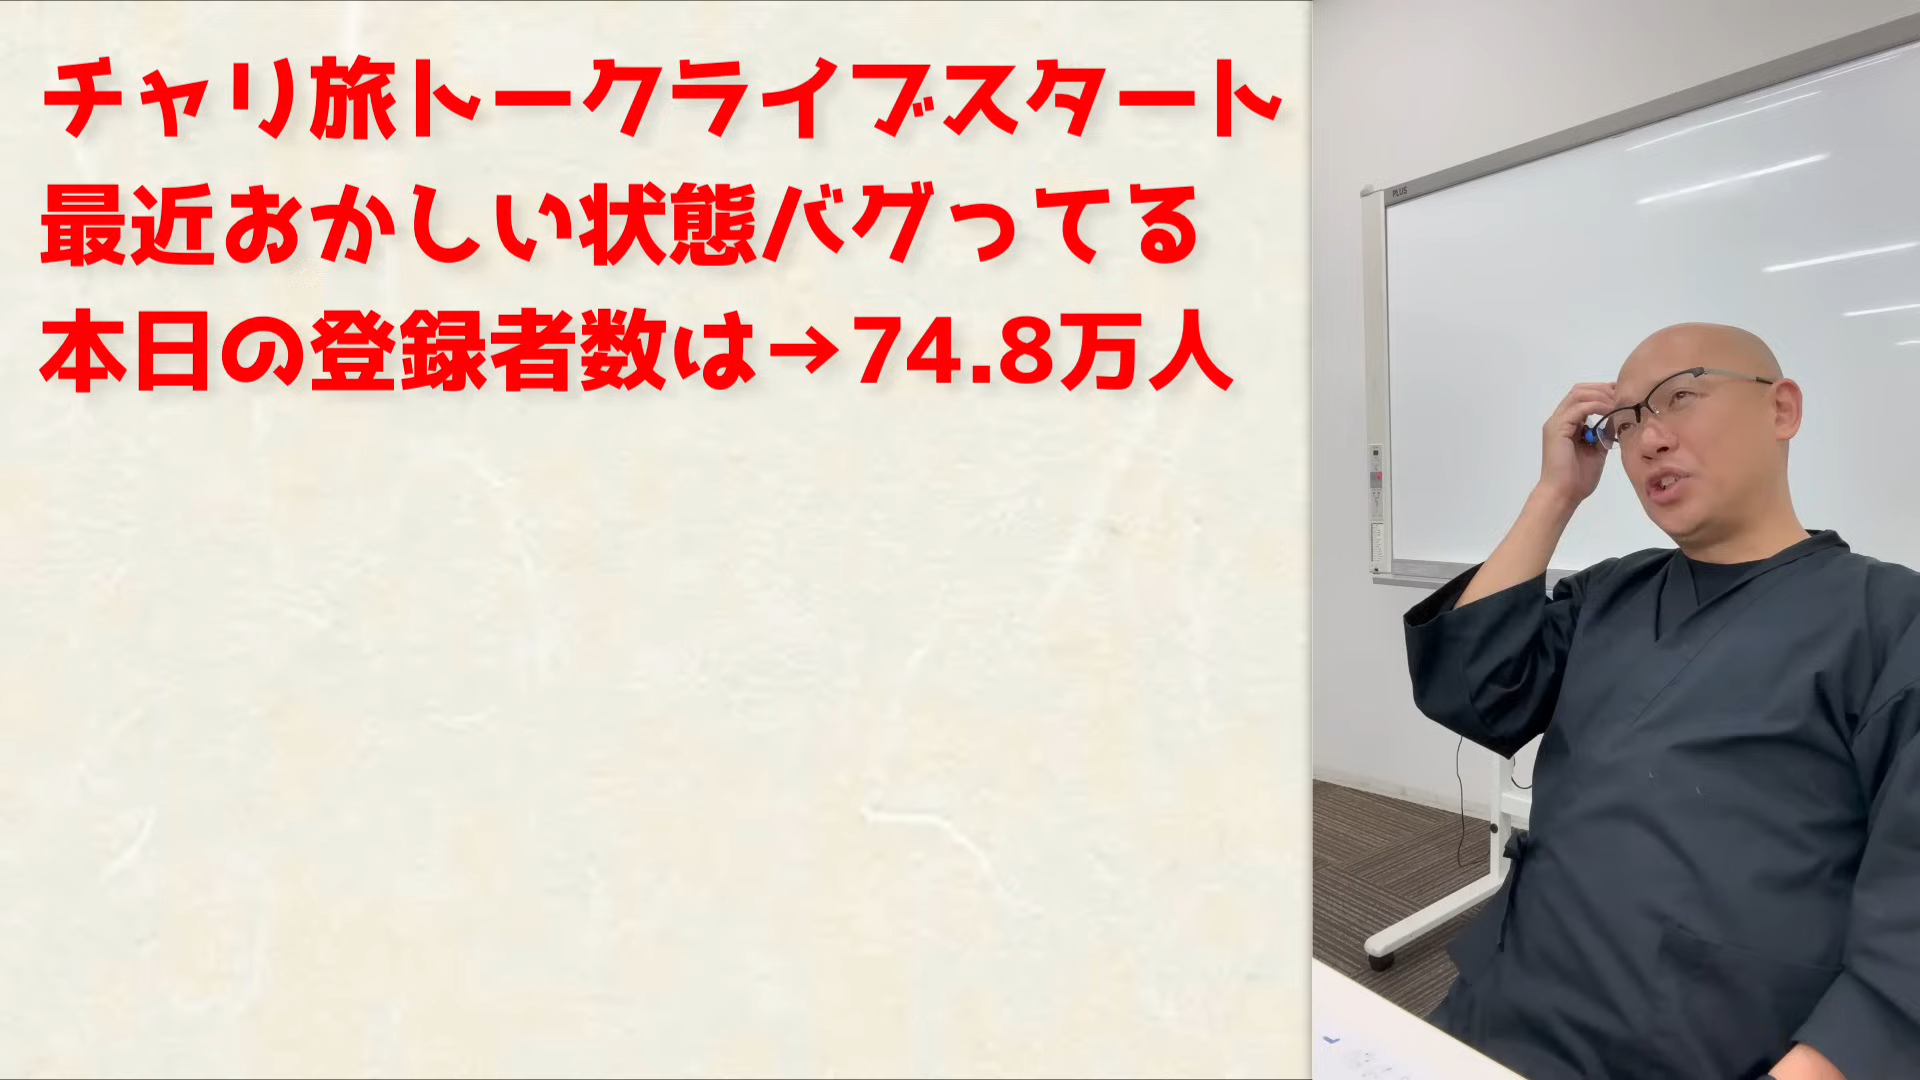 チャリ旅トークライブスタート
最近おかしい状態バグってる
本日の登録者数は→74.8万人
PLUS